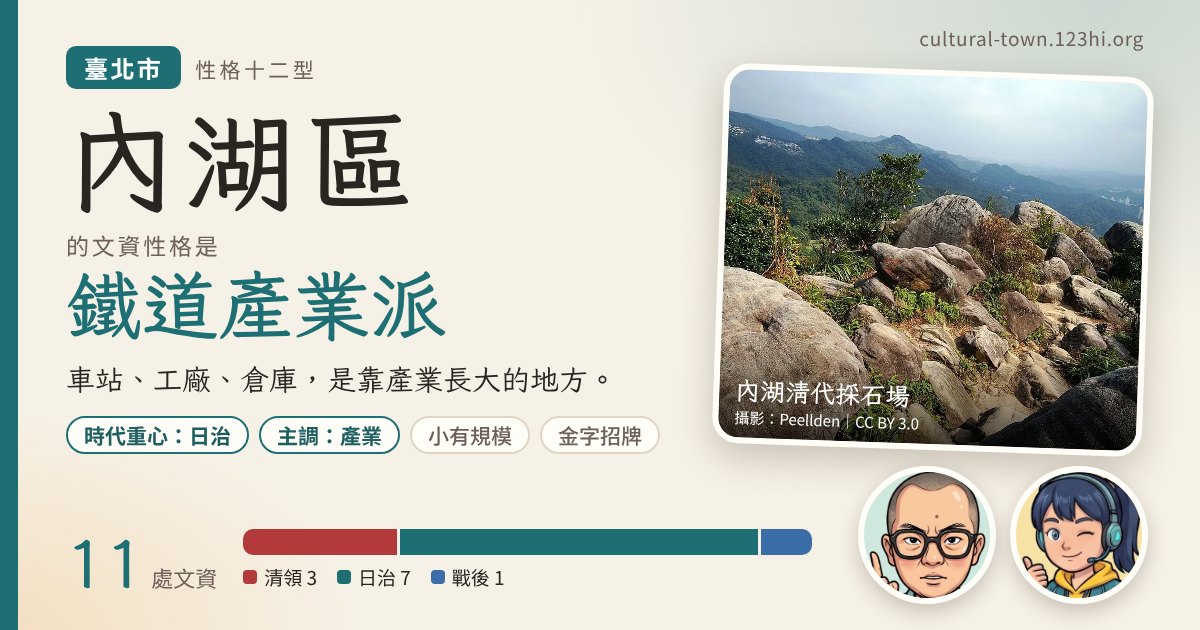 cultural-town.123hi.org
臺北市 性格十二型
內湖區
的文資性格是
鐵道產業派
車站、工廠、倉庫，是靠產業長大的地方。
時代重心：日治 主調：產業 小有規模 金字招牌
內湖清代採石場
攝影：Peellden | CC BY 3.0
11 處文資
清領 3 日治 7 戰後 1